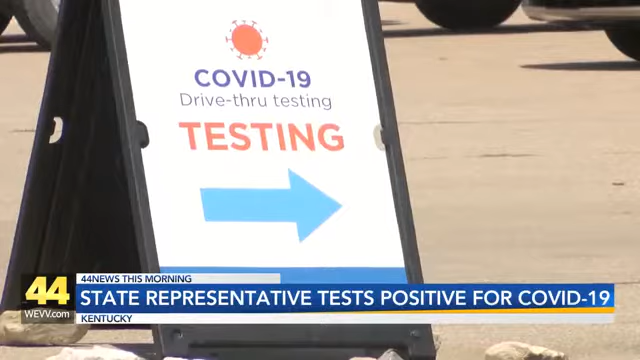 COVID-19
Drive-thru testing
TESTING
44NEWS THIS MORNING
44
STATE REPRESENTATIVE TESTS POSITIVE FOR COVID-19
WEVV.com
KENTUCKY